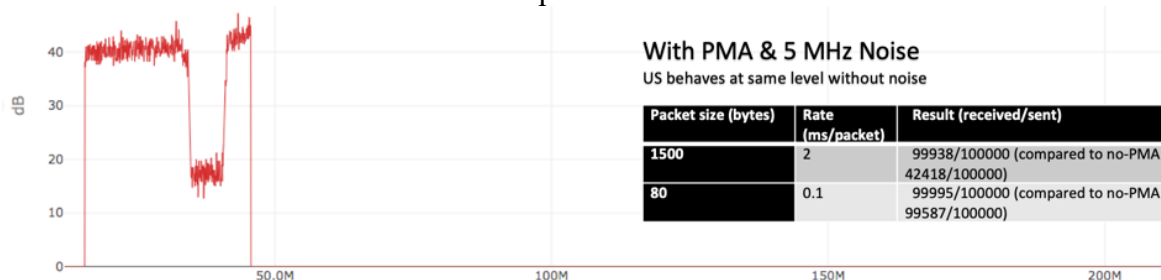 With PMA & 5 MHz Noise
US behaves at same level without noise
Packet size (bytes) Rate (ms/packet) Result (received/sent)
1500 2 99938/100000 (compared to no-PMA
42418/100000)
80 0.1 99995/100000 (compared to no-PMA
99587/100000)
dB
40
30
20
10
0
50.0M 100M 150M 200M